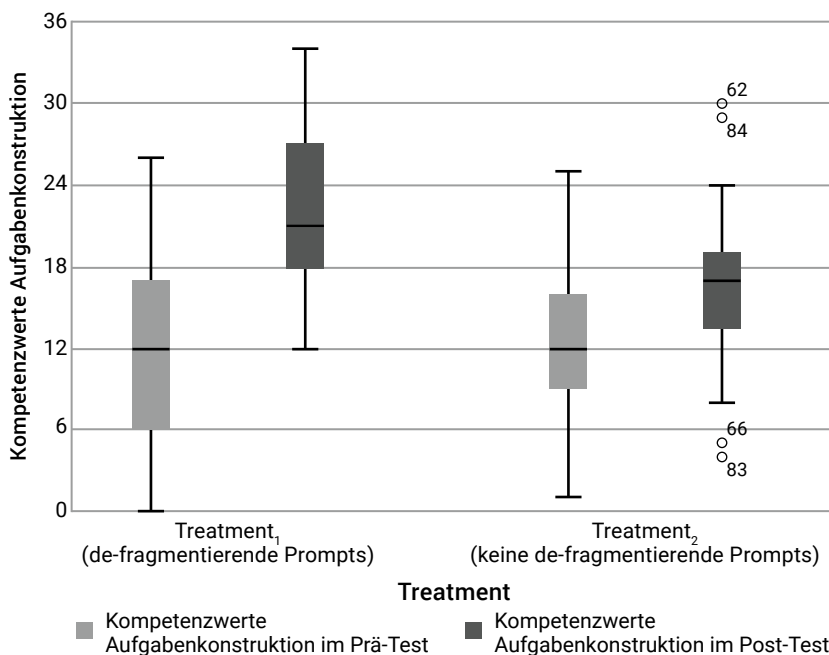 Kompetenzwerte Aufgabenkonstruktion
36
30
24
18
12
6
0
62
84
66
83
Treatment₁
(de-fragmentierende Prompts)
Treatment₂
(keine de-fragmentierende Prompts)
Treatment
Kompetenzwerte
Aufgabenkonstruktion im Prä-Test
Kompetenzwerte
Aufgabenkonstruktion im Post-Test